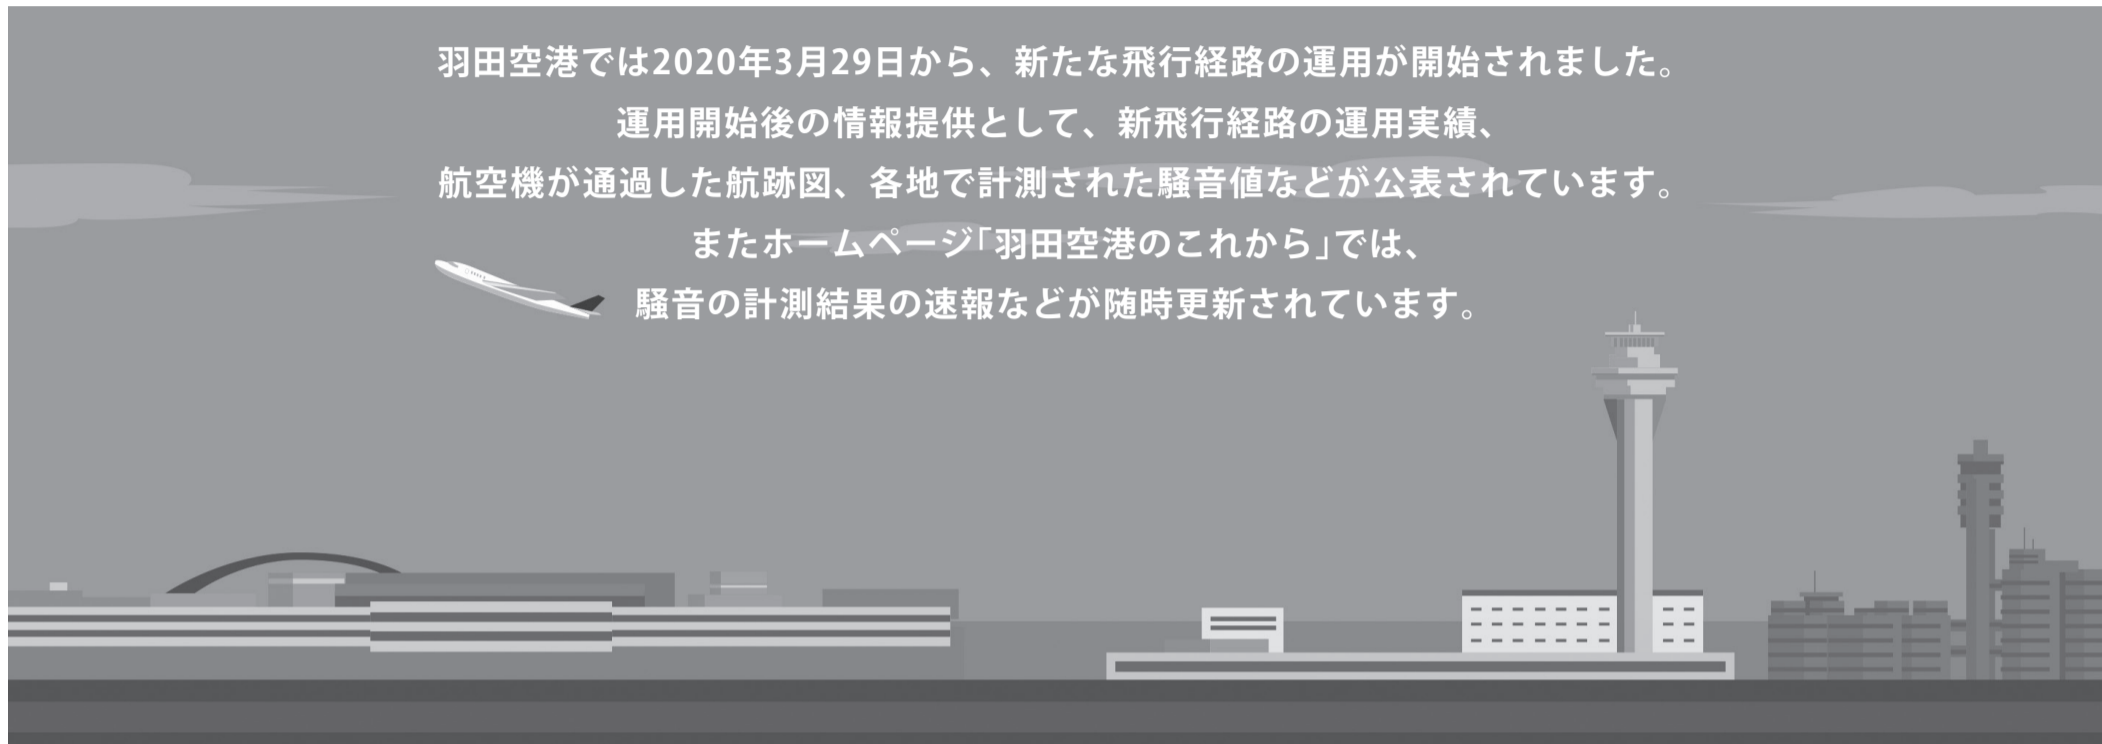 羽田空港では2020年3月29日から、新たな飛行経路の運用が開始されました。
運用開始後の情報提供として、新飛行経路の運用実績、
航空機が通過した航跡図、各地で計測された騒音値などが公表されています。
またホームページ「羽田空港のこれから」では、
騒音の計測結果の速報などが随時更新されています。